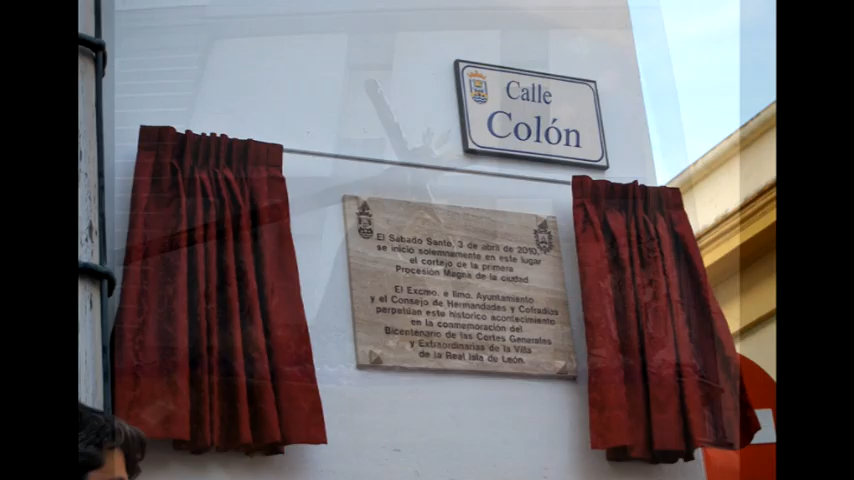 Calle
Colón
El Sábado Santo, 3 de abril de 2010,
se inició solemnemente en este lugar
el cortejo de la primera
Procesión Magna de la ciudad
El Excmo. e Ilmo. Ayuntamiento
y el Consejo de Hermandades y Cofradías
perpetúan este histórico acontecimiento
en la conmemoración del
Bicentenario de las Cortes Generales
y Extraordinarias de la Villa
de la Real Isla de León.